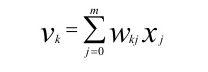 $v_k = \sum_{j=0}^{m} w_{kj} x_j$